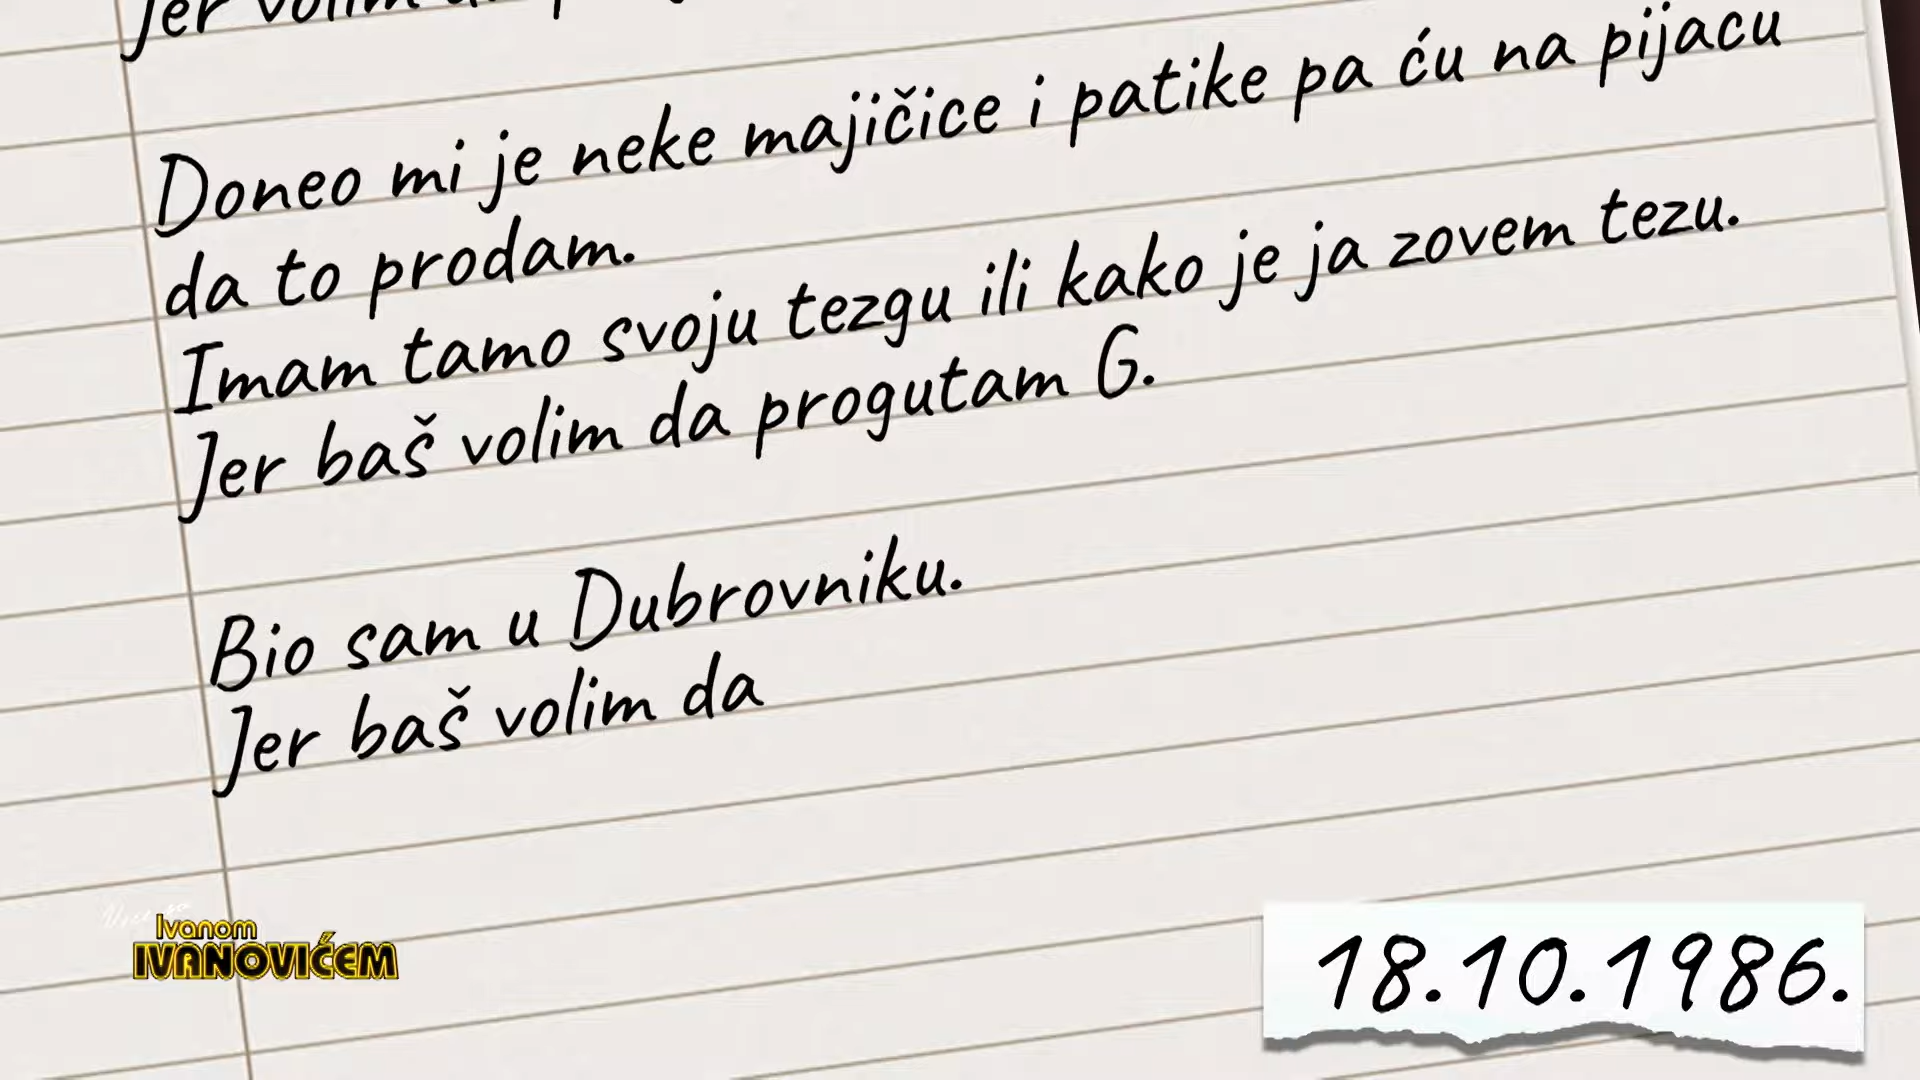 Jer volim
Doneo mi je neke majičice i patike pa ću na pijacu
da to prodam.
Imam tamo svoju tezgu ili kako je ja zovem tezu.
Jer baš volim da progutam G.
Bio sam u Dubrovniku.
Jer baš volim da
Ivanom
IVANOVIĆEM
18.10.1986.